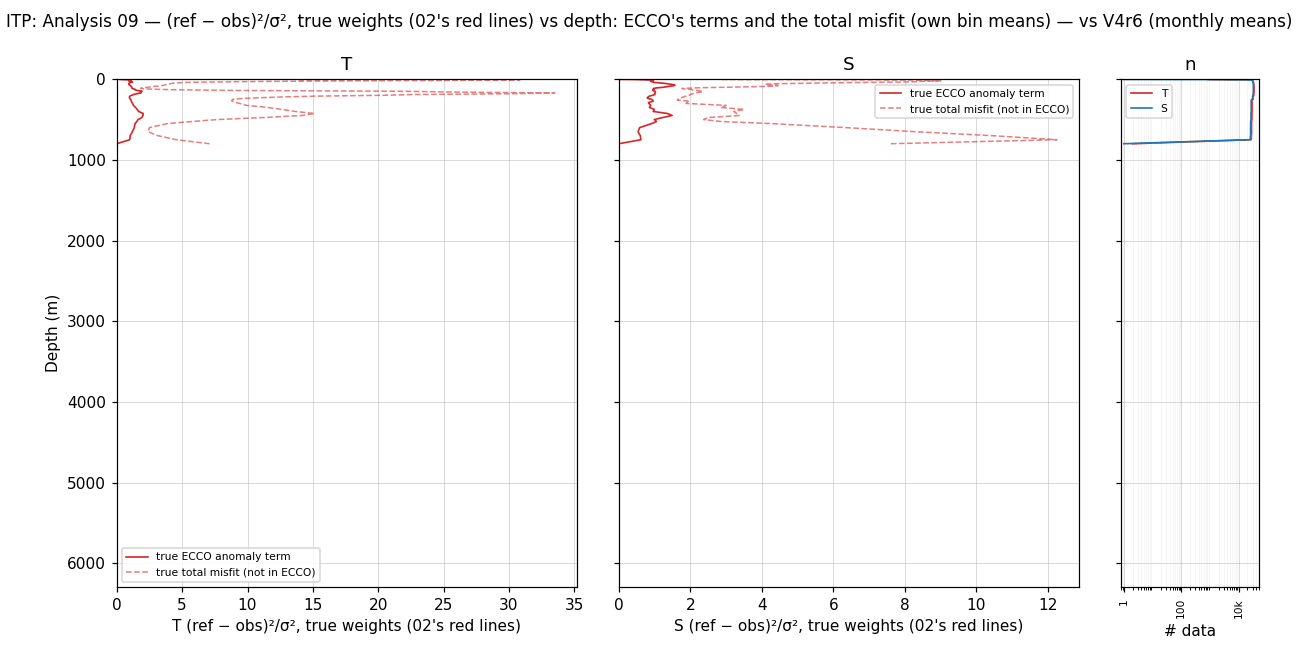 ITP: Analysis 09 — (ref − obs)²/σ², true weights (02's red lines) vs depth: ECCO's terms and the total misfit (own bin means) — vs V4r6 (monthly means)
T
S
n
0
1000
2000
3000
4000
5000
6000
Depth (m)
true ECCO anomaly term
true total misfit (not in ECCO)
0 5 10 15 20 25 30 35
T (ref − obs)²/σ², true weights (02's red lines)
true ECCO anomaly term
true total misfit (not in ECCO)
0 2 4 6 8 10 12
S (ref − obs)²/σ², true weights (02's red lines)
T
S
1 100 10k
# data